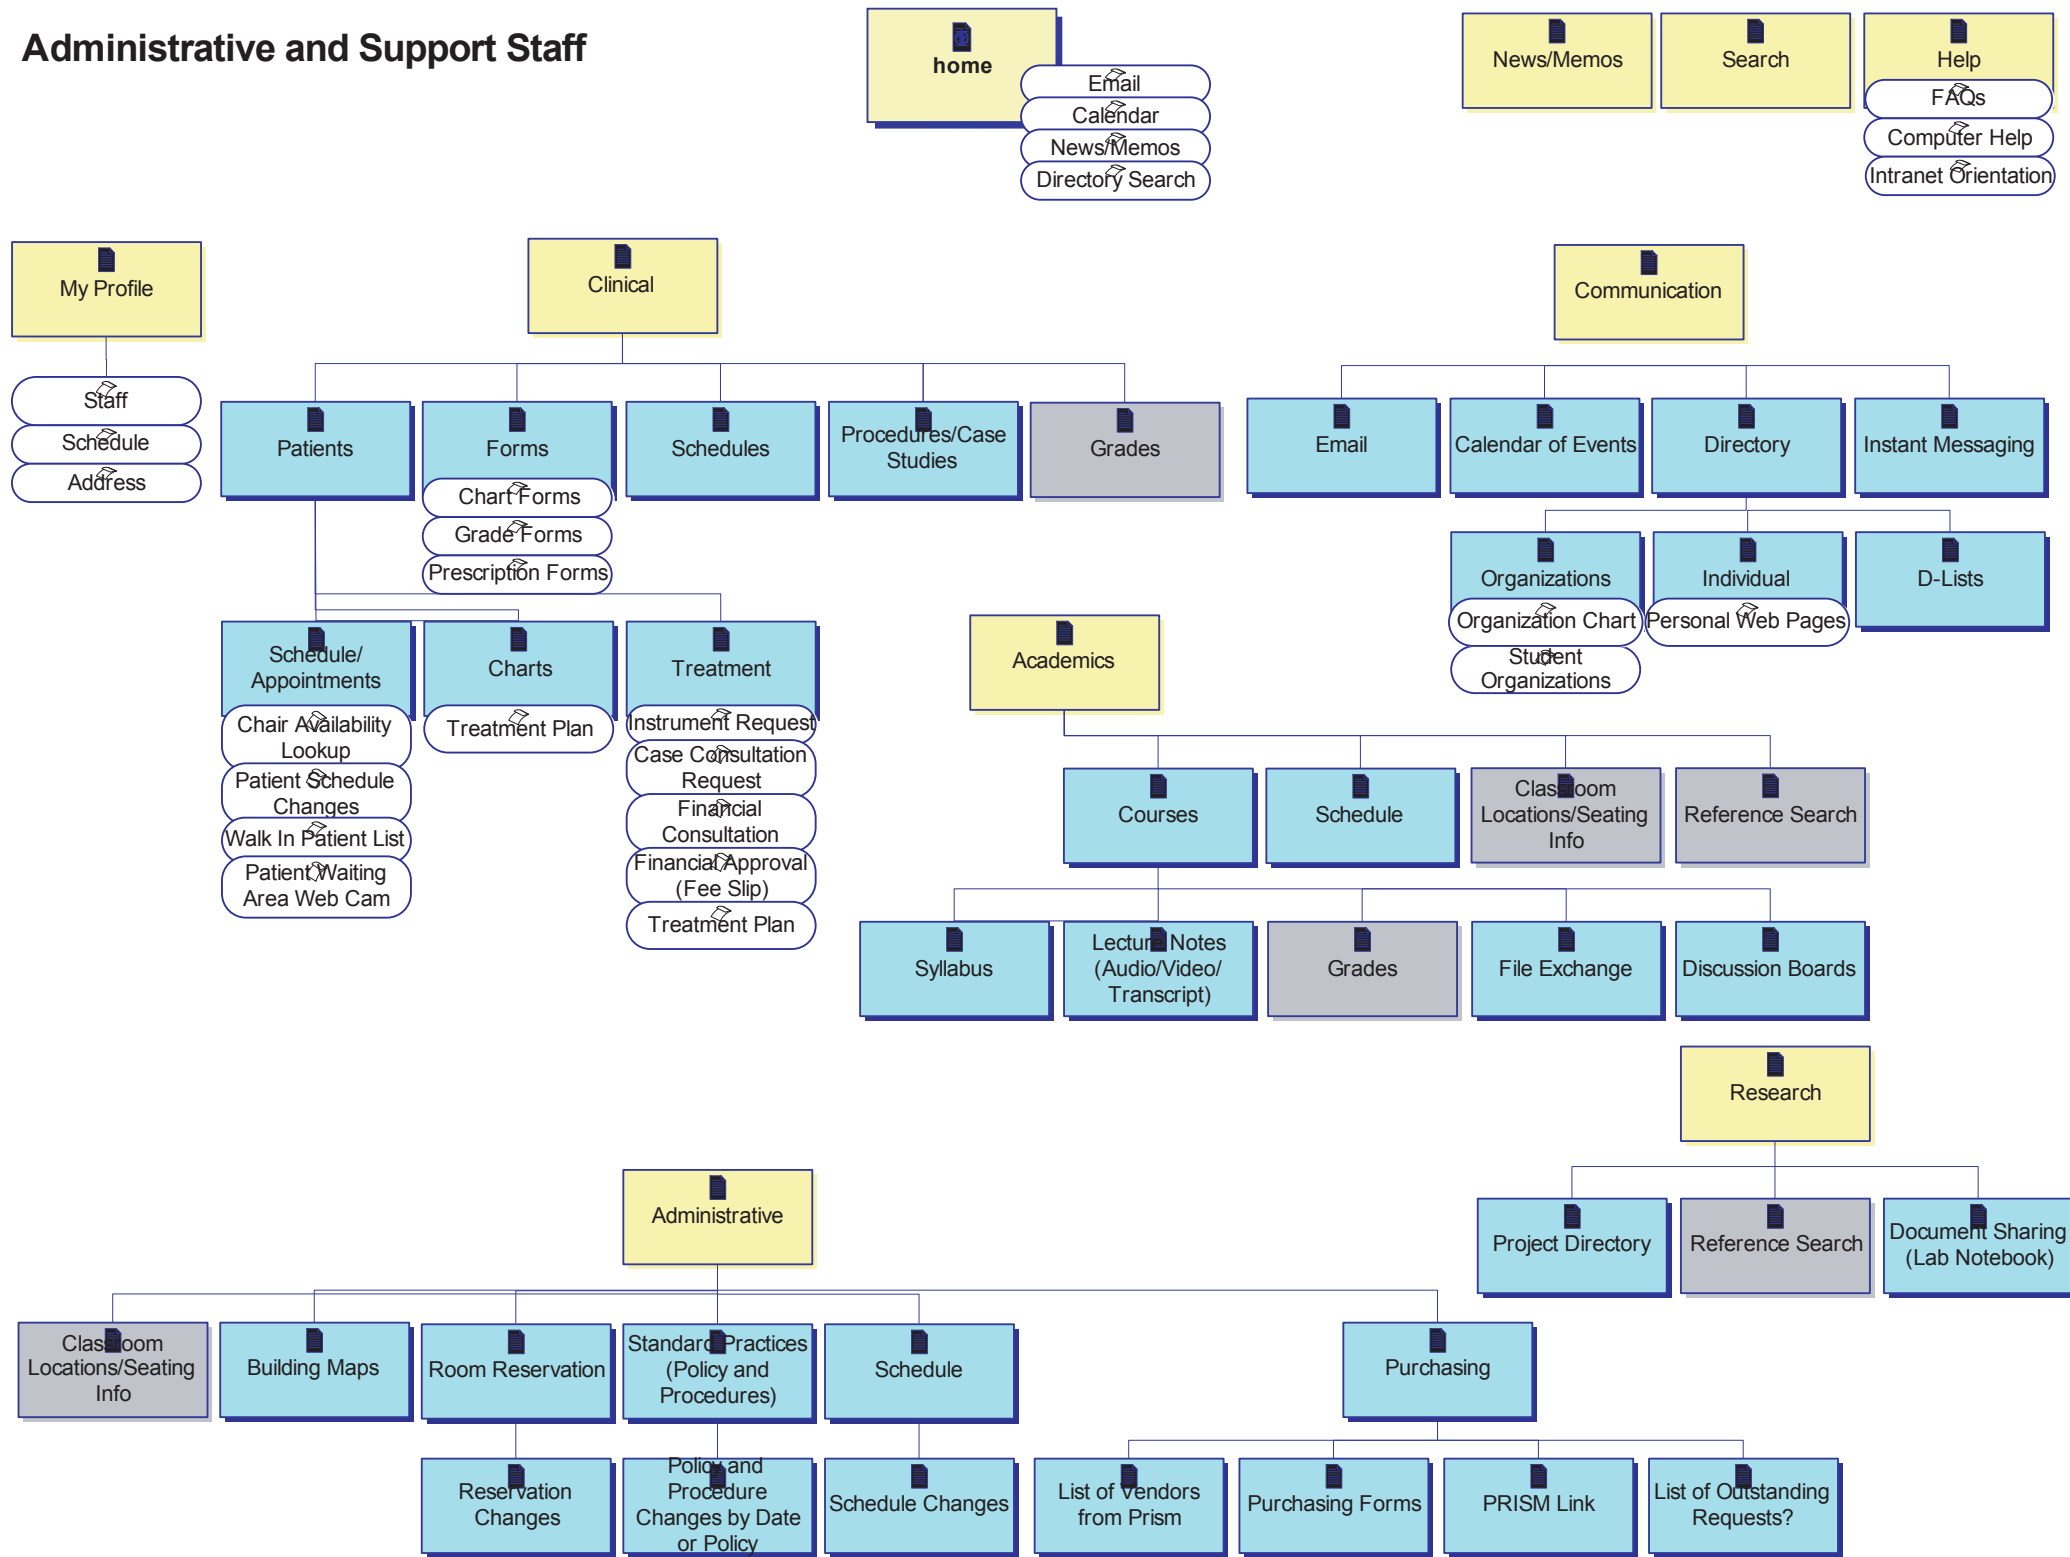 Administrative and Support Staff
home
Email
Calendar
News/Memos
Directory Search
News/Memos
Search
Help
FAQs
Computer Help
Intranet Orientation
My Profile
Staff
Schedule
Address
Clinical
Patients
Forms
Chart Forms
Grade Forms
Prescription Forms
Schedules
Procedures/Case
Studies
Grades
Schedule/
Appointments
Chair Availability
Lookup
Patient Schedule
Changes
Walk In Patient List
Patient Waiting
Area Web Cam
Charts
Treatment Plan
Treatment
Instrument Request
Case Consultation
Request
Financial
Consultation
Financial Approval
(Fee Slip)
Treatment Plan
Communication
Email
Calendar of Events
Directory
Instant Messaging
Organizations
Organization Chart
Student
Organizations
Individual
Personal Web Pages
D-Lists
Academics
Courses
Schedule
Classroom
Locations/Seating
Info
Reference Search
Syllabus
Lecture Notes
(Audio/Video/
Transcript)
Grades
File Exchange
Discussion Boards
Research
Project Directory
Reference Search
Document Sharing
(Lab Notebook)
Administrative
Classroom
Locations/Seating
Info
Building Maps
Room Reservation
Standard Practices
(Policy and
Procedures)
Schedule
Purchasing
Reservation
Changes
Policy and
Procedure
Changes by Date
or Policy
Schedule Changes
List of Vendors
from Prism
Purchasing Forms
PRISM Link
List of Outstanding
Requests?